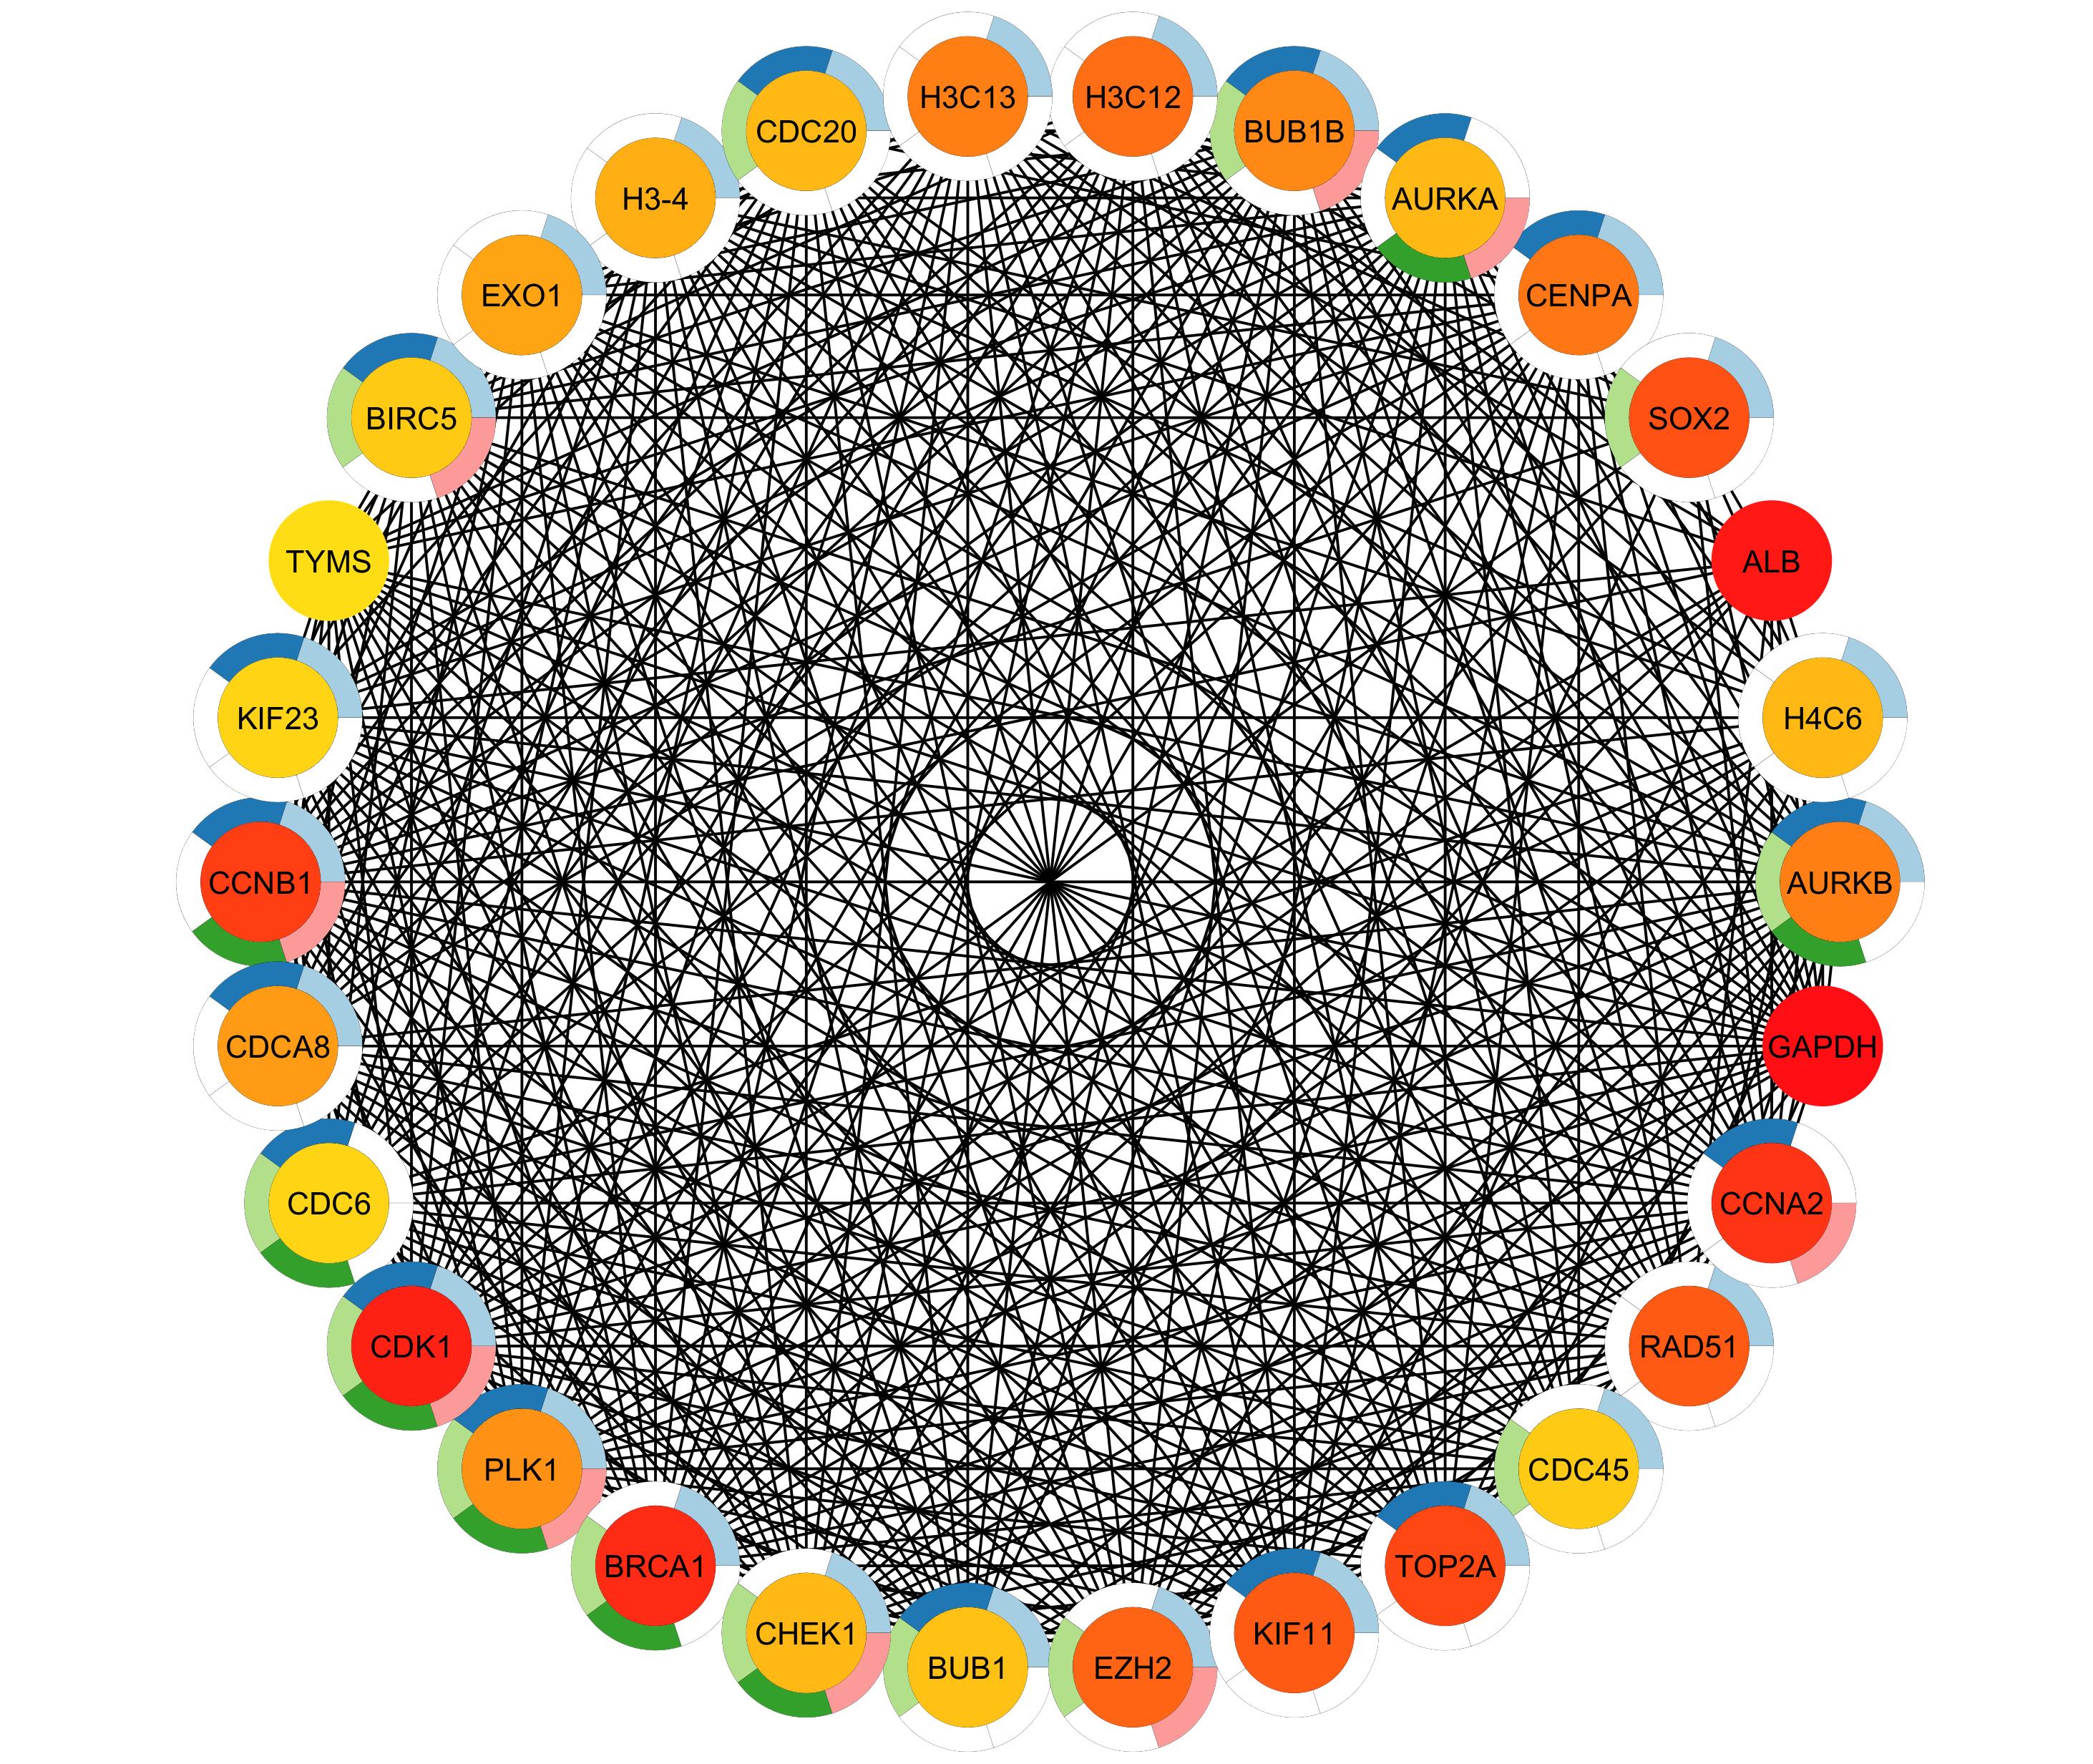 H3C13
H3C12
CDC20
BUB1B
H3-4
AURKA
EXO1
CENPA
BIRC5
SOX2
TYMS
ALB
KIF23
H4C6
CCNB1
AURKB
CDCA8
GAPDH
CDC6
CCNA2
CDK1
RAD51
PLK1
CDC45
BRCA1
TOP2A
CHEK1
KIF11
BUB1
EZH2